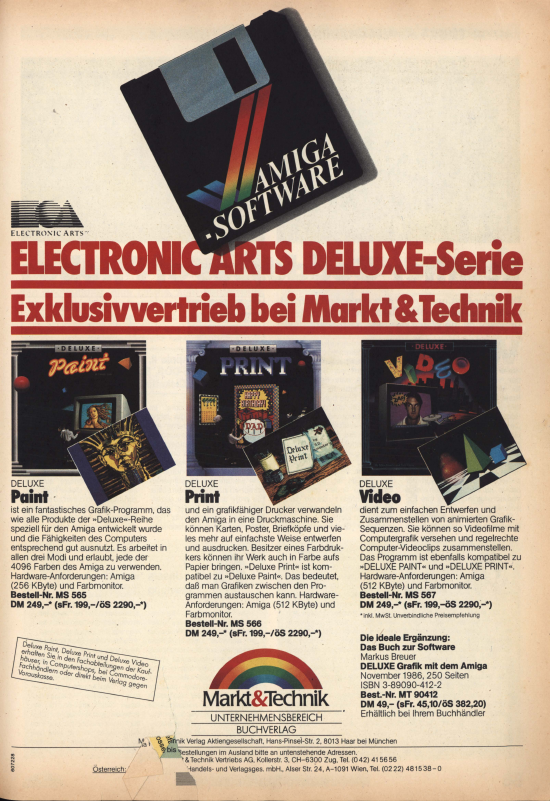 AMIGA
SOFTWARE
ELECTRONIC ARTS™
ELECTRONIC ARTS DELUXE-Serie
Exklusivvertrieb bei Markt&Technik
DELUXE
Paint
DELUXE
PRINT
DELUXE
VIDEO
Deluxe
Print
DELUXE
Paint
ist ein fantastisches Grafik-Programm, das
wie alle Produkte der »Deluxe«-Reihe
speziell für den Amiga entwickelt wurde
und die Fähigkeiten des Computers
entsprechend gut ausnutzt. Es arbeitet in
allen drei Modi und erlaubt, jede der
4096 Farben des Amiga zu verwenden.
Hardware-Anforderungen: Amiga
(256 KByte) und Farbmonitor.
Bestell-Nr. MS 565
DM 249,–* (sFr. 199,–/öS 2290,–*)
Deluxe Paint, Deluxe Print und Deluxe Video
erhalten Sie in den Fachabteilungen der Kauf-
häuser, in Computershops, bei Commodore-
Fachhändlern oder direkt beim Verlag gegen
Vorauskasse.
DELUXE
Print
und ein grafikfähiger Drucker verwandeln
den Amiga in eine Druckmaschine. Sie
können Karten, Poster, Briefköpfe und vie-
les mehr auf einfachste Weise entwerfen
und ausdrucken. Besitzer eines Farbdruk-
kers können ihr Werk auch in Farbe aufs
Papier bringen. »Deluxe Print« ist kom-
patibel zu »Deluxe Paint«. Das bedeutet,
daß man Grafiken zwischen den Pro-
grammen austauschen kann. Hardware-
Anforderungen: Amiga (512 KByte) und
Farbmonitor.
Bestell-Nr. MS 566
DM 249,–* (sFr. 199,–/öS 2290,–*)
DELUXE
Video
dient zum einfachen Entwerfen und
Zusammenstellen von animierten Grafik-
Sequenzen. Sie können so Videofilme mit
Computergrafik versehen und regelrechte
Computer-Videoclips zusammenstellen.
Das Programm ist ebenfalls kompatibel zu
»DELUXE PAINT« und »DELUXE PRINT«.
Hardware-Anforderungen: Amiga
(512 KByte) und Farbmonitor.
Bestell-Nr. MS 567
DM 249,–* (sFr. 199,–öS 2290,–*)
* inkl. MwSt. Unverbindliche Preisempfehlung
Die ideale Ergänzung:
Das Buch zur Software
Markus Breuer
DELUXE Grafik mit dem Amiga
November 1986, 250 Seiten
ISBN 3-89090-412-2
Best.-Nr. MT 90412
DM 49,– (sFr. 45,10/öS 382,20)
Erhältlich bei Ihrem Buchhändler
Markt&Technik
UNTERNEHMENSBEREICH
BUCHVERLAG
Verlag Aktiengesellschaft, Hans-Pinsel-Str. 2, 8013 Haar bei München
Bestellungen im Ausland bitte an untenstehende Adressen.
& Technik Vertriebs AG, Kollerstr. 3, CH-6300 Zug, Tel. (0 42) 41 56 56
Österreich: Handels- und Verlagsges. mbH., Alser Str. 24, A-1091 Wien, Tel. (02 22) 48 15 38-0